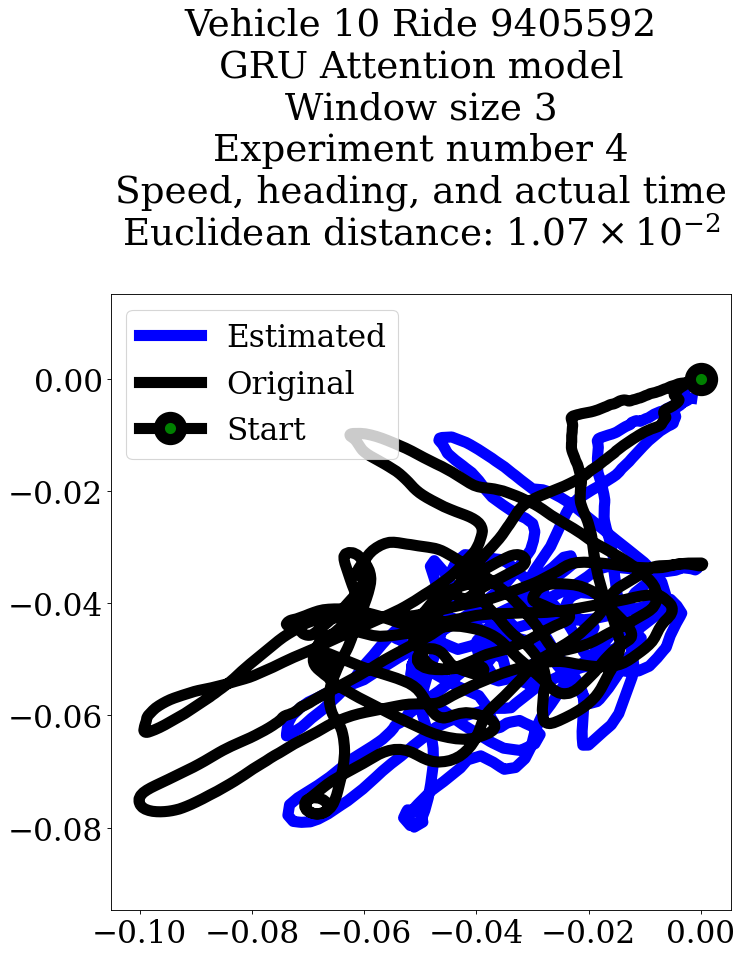 Vehicle 10 Ride 9405592
GRU Attention model
Window size 3
Experiment number 4
Speed, heading, and actual time
Euclidean distance: 1.07 × 10⁻²
Estimated
Original
Start
0.00
−0.02
−0.04
−0.06
−0.08
−0.10 −0.08 −0.06 −0.04 −0.02 0.00